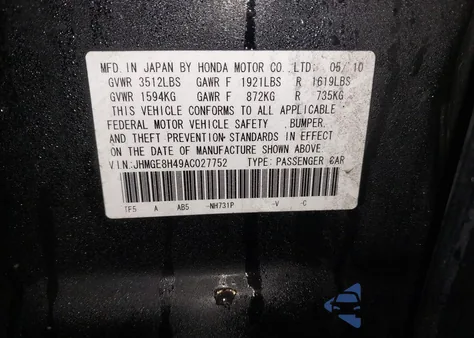 MFD. IN JAPAN BY HONDA MOTOR CO., LTD. 05/10
GVWR 3512LBS GAWR F 1921LBS R 1619LBS
GVWR 1594KG GAWR F 872KG R 735KG
THIS VEHICLE CONFORMS TO ALL APPLICABLE
FEDERAL MOTOR VEHICLE SAFETY , BUMPER,
AND THEFT PREVENTION STANDARDS IN EFFECT
ON THE DATE OF MANUFACTURE SHOWN ABOVE.
VIN:JHMGE8H49AC027752 TYPE: PASSENGER CAR
TF5 A AB5 -NH731P -V -C